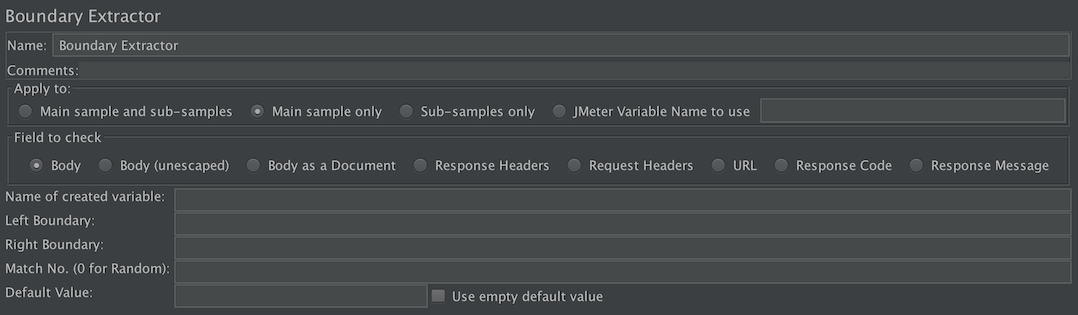 Boundary Extractor
Name: Boundary Extractor
Comments:
Apply to:
Main sample and sub-samples Main sample only Sub-samples only JMeter Variable Name to use
Field to check
Body Body (unescaped) Body as a Document Response Headers Request Headers URL Response Code Response Message
Name of created variable:
Left Boundary:
Right Boundary:
Match No. (0 for Random):
Default Value: Use empty default value